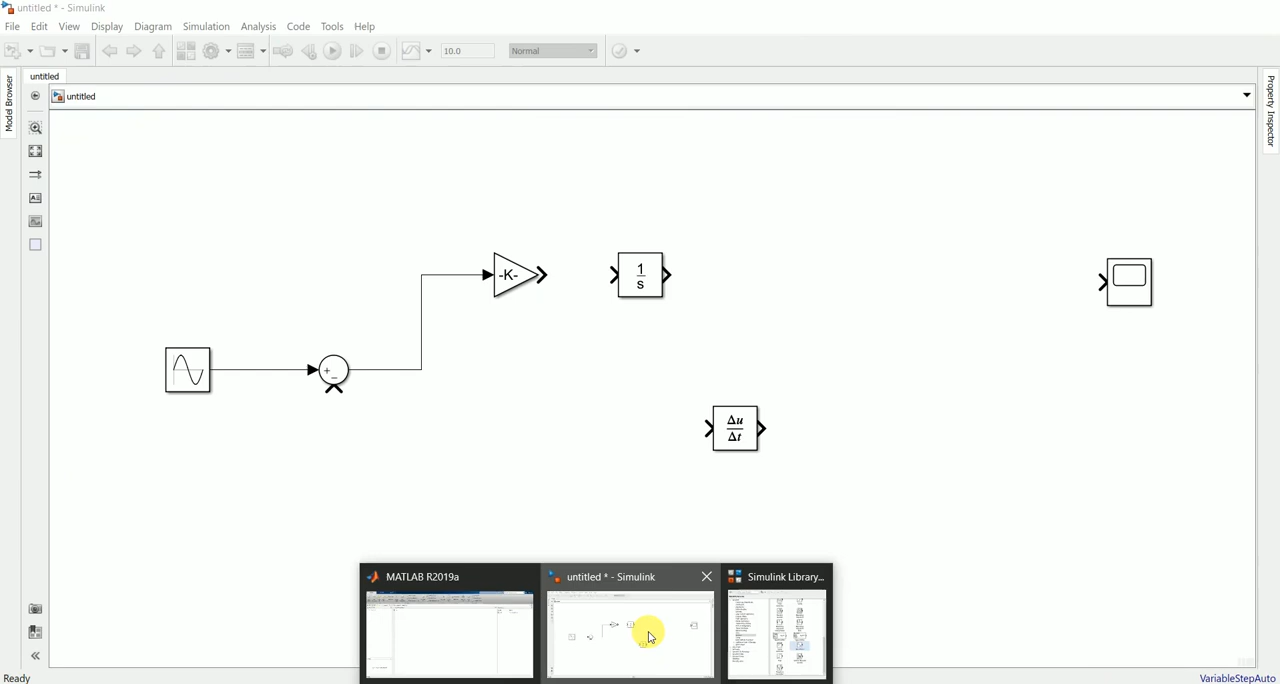 untitled * - Simulink
File Edit View Display Diagram Simulation Analysis Code Tools Help
10.0 Normal
untitled
untitled
Model Browser
Property Inspector
-K-
1
s
+
_
Δu
Δt
MATLAB R2019a
untitled * - Simulink
Simulink Library...
Ready
VariableStepAuto